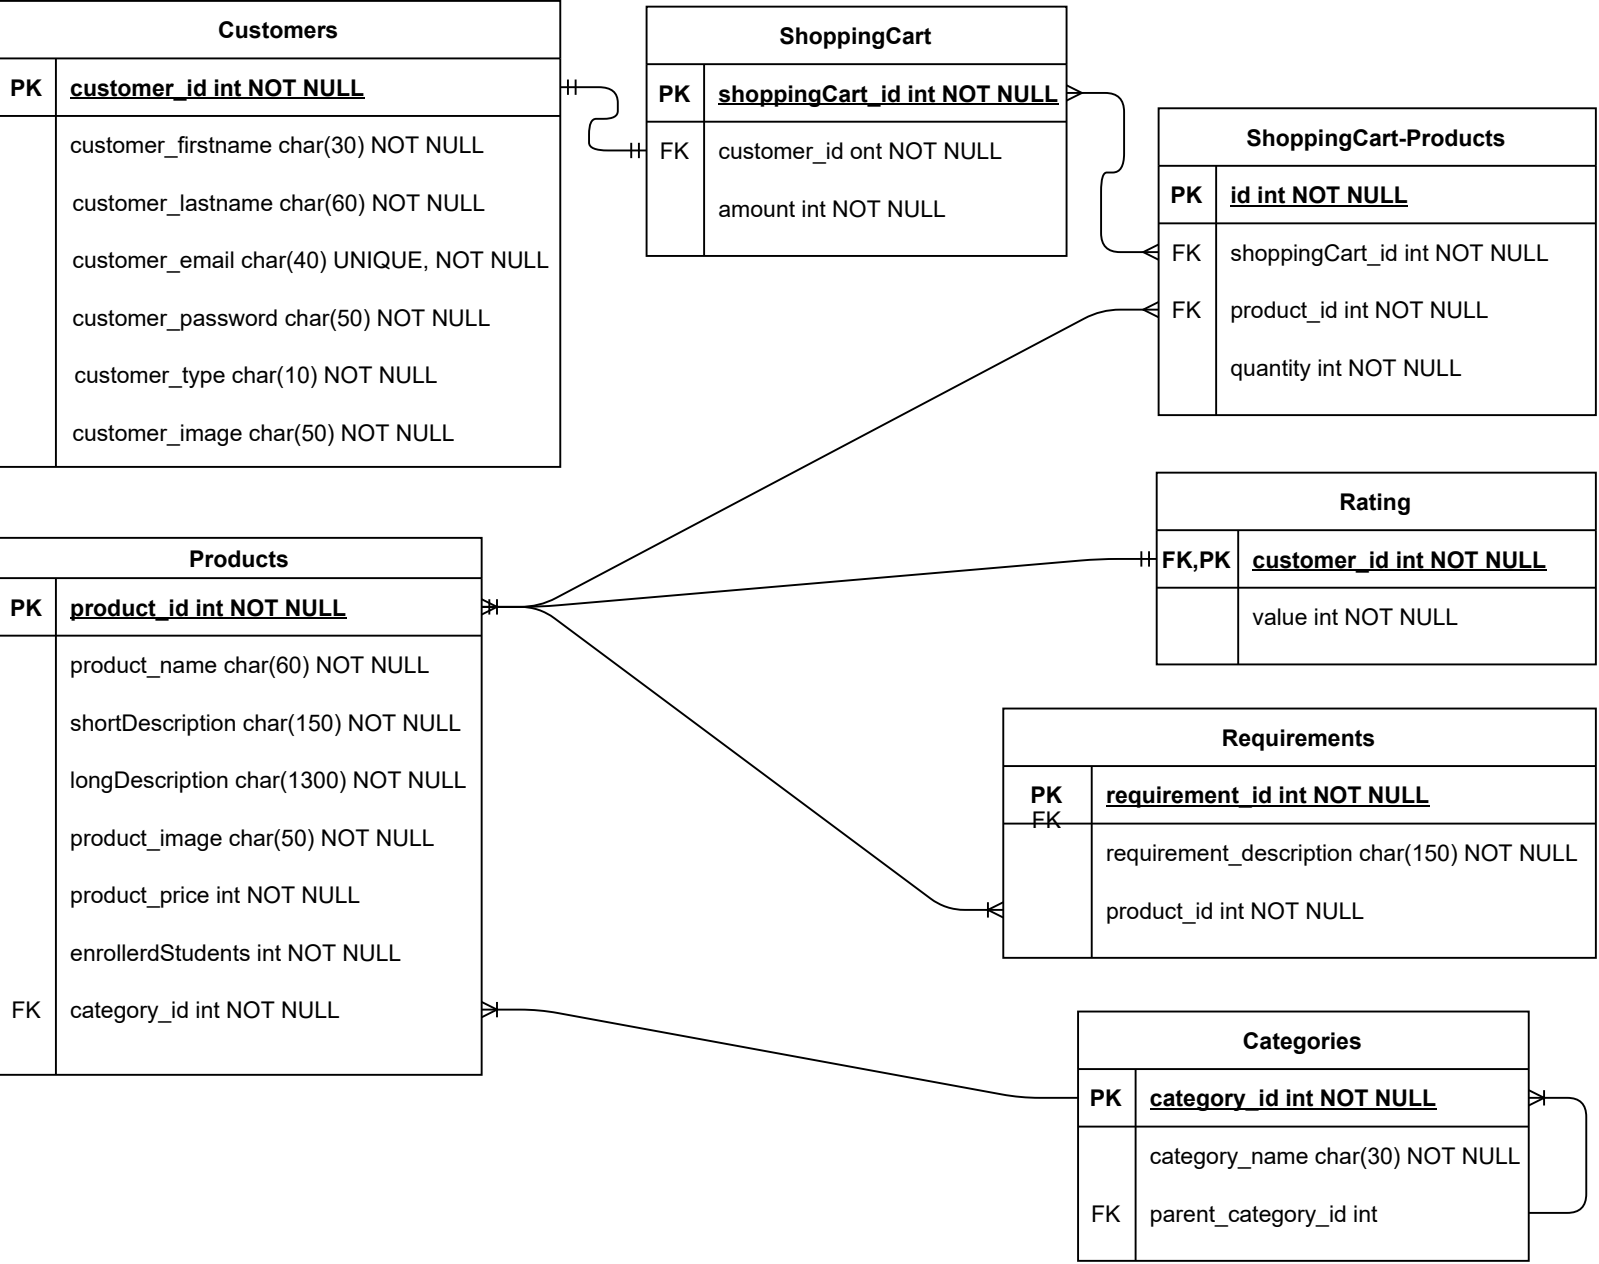 Customers
PK customer_id int NOT NULL
customer_firstname char(30) NOT NULL
customer_lastname char(60) NOT NULL
customer_email char(40) UNIQUE, NOT NULL
customer_password char(50) NOT NULL
customer_type char(10) NOT NULL
customer_image char(50) NOT NULL
ShoppingCart
PK shoppingCart_id int NOT NULL
FK customer_id ont NOT NULL
amount int NOT NULL
ShoppingCart-Products
PK id int NOT NULL
FK shoppingCart_id int NOT NULL
FK product_id int NOT NULL
quantity int NOT NULL
Products
PK product_id int NOT NULL
product_name char(60) NOT NULL
shortDescription char(150) NOT NULL
longDescription char(1300) NOT NULL
product_image char(50) NOT NULL
product_price int NOT NULL
enrollerdStudents int NOT NULL
FK category_id int NOT NULL
Rating
FK,PK customer_id int NOT NULL
value int NOT NULL
Requirements
PK requirement_id int NOT NULL
FK
requirement_description char(150) NOT NULL
product_id int NOT NULL
Categories
PK category_id int NOT NULL
category_name char(30) NOT NULL
FK parent_category_id int